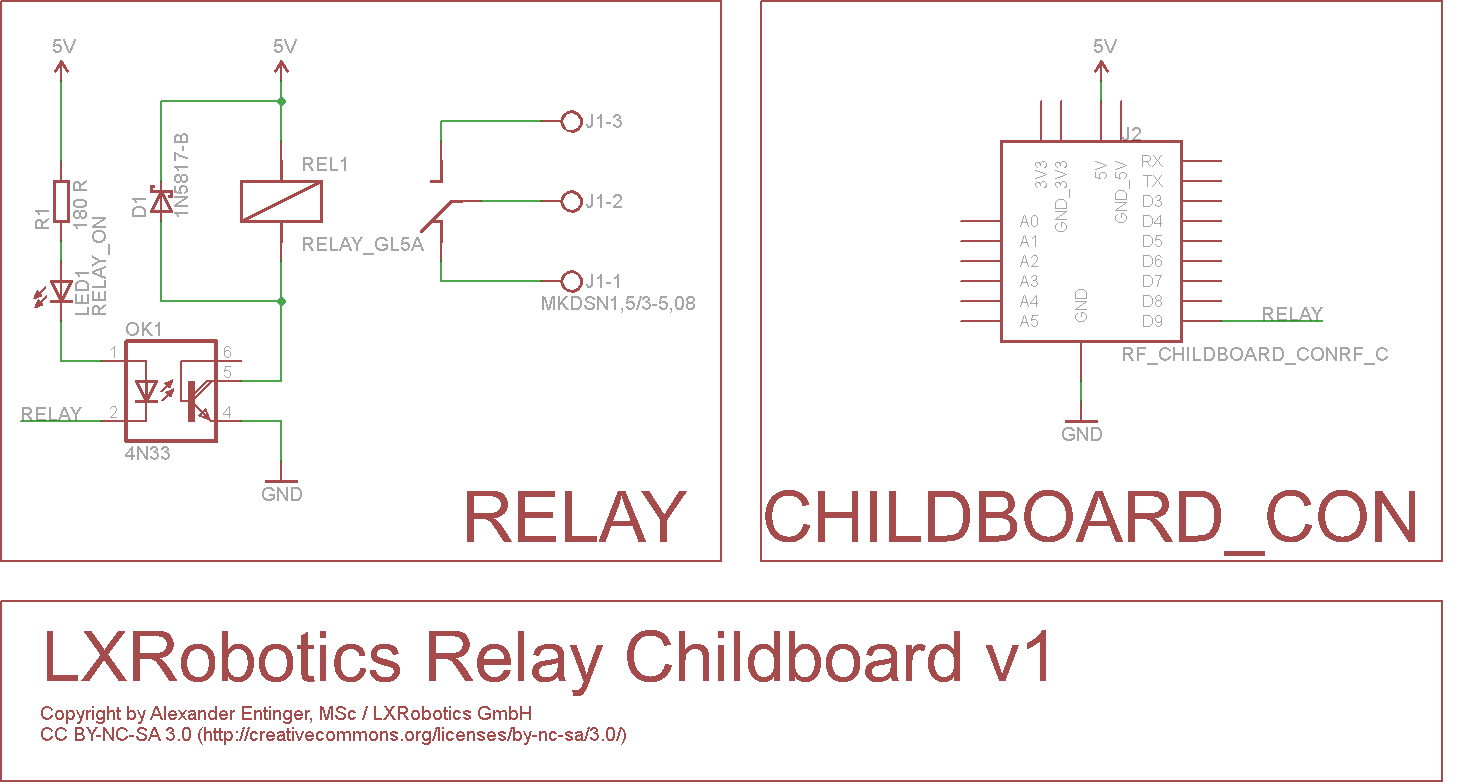 5V
5V
R1
180 R
D1
1N5817-B
REL1
RELAY_GL5A
J1-3
J1-2
J1-1
MKDSN1,5/3-5,08
LED1
RELAY_ON
OK1
1
6
5
RELAY
2
4
4N33
GND
RELAY
5V
J2
3V3
GND_3V3
5V
GND_5V
RX
TX
D3
A0
D4
A1
D5
A2
D6
A3
D7
A4
D8
A5
GND
D9
RELAY
RF_CHILDBOARD_CONRF_C
GND
CHILDBOARD_CON
LXRobotics Relay Childboard v1
Copyright by Alexander Entinger, MSc / LXRobotics GmbH
CC BY-NC-SA 3.0 (http://creativecommons.org/licenses/by-nc-sa/3.0/)